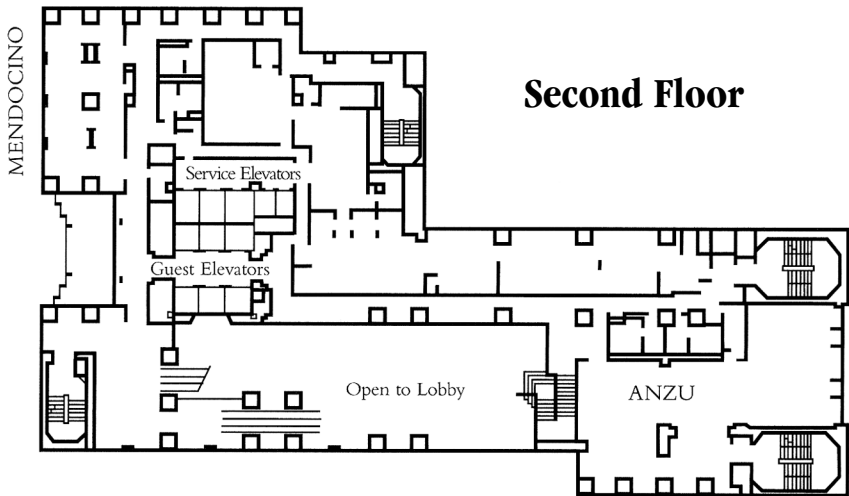 Second Floor
MENDOCINO
II
I
Service Elevators
Guest Elevators
Open to Lobby
ANZU